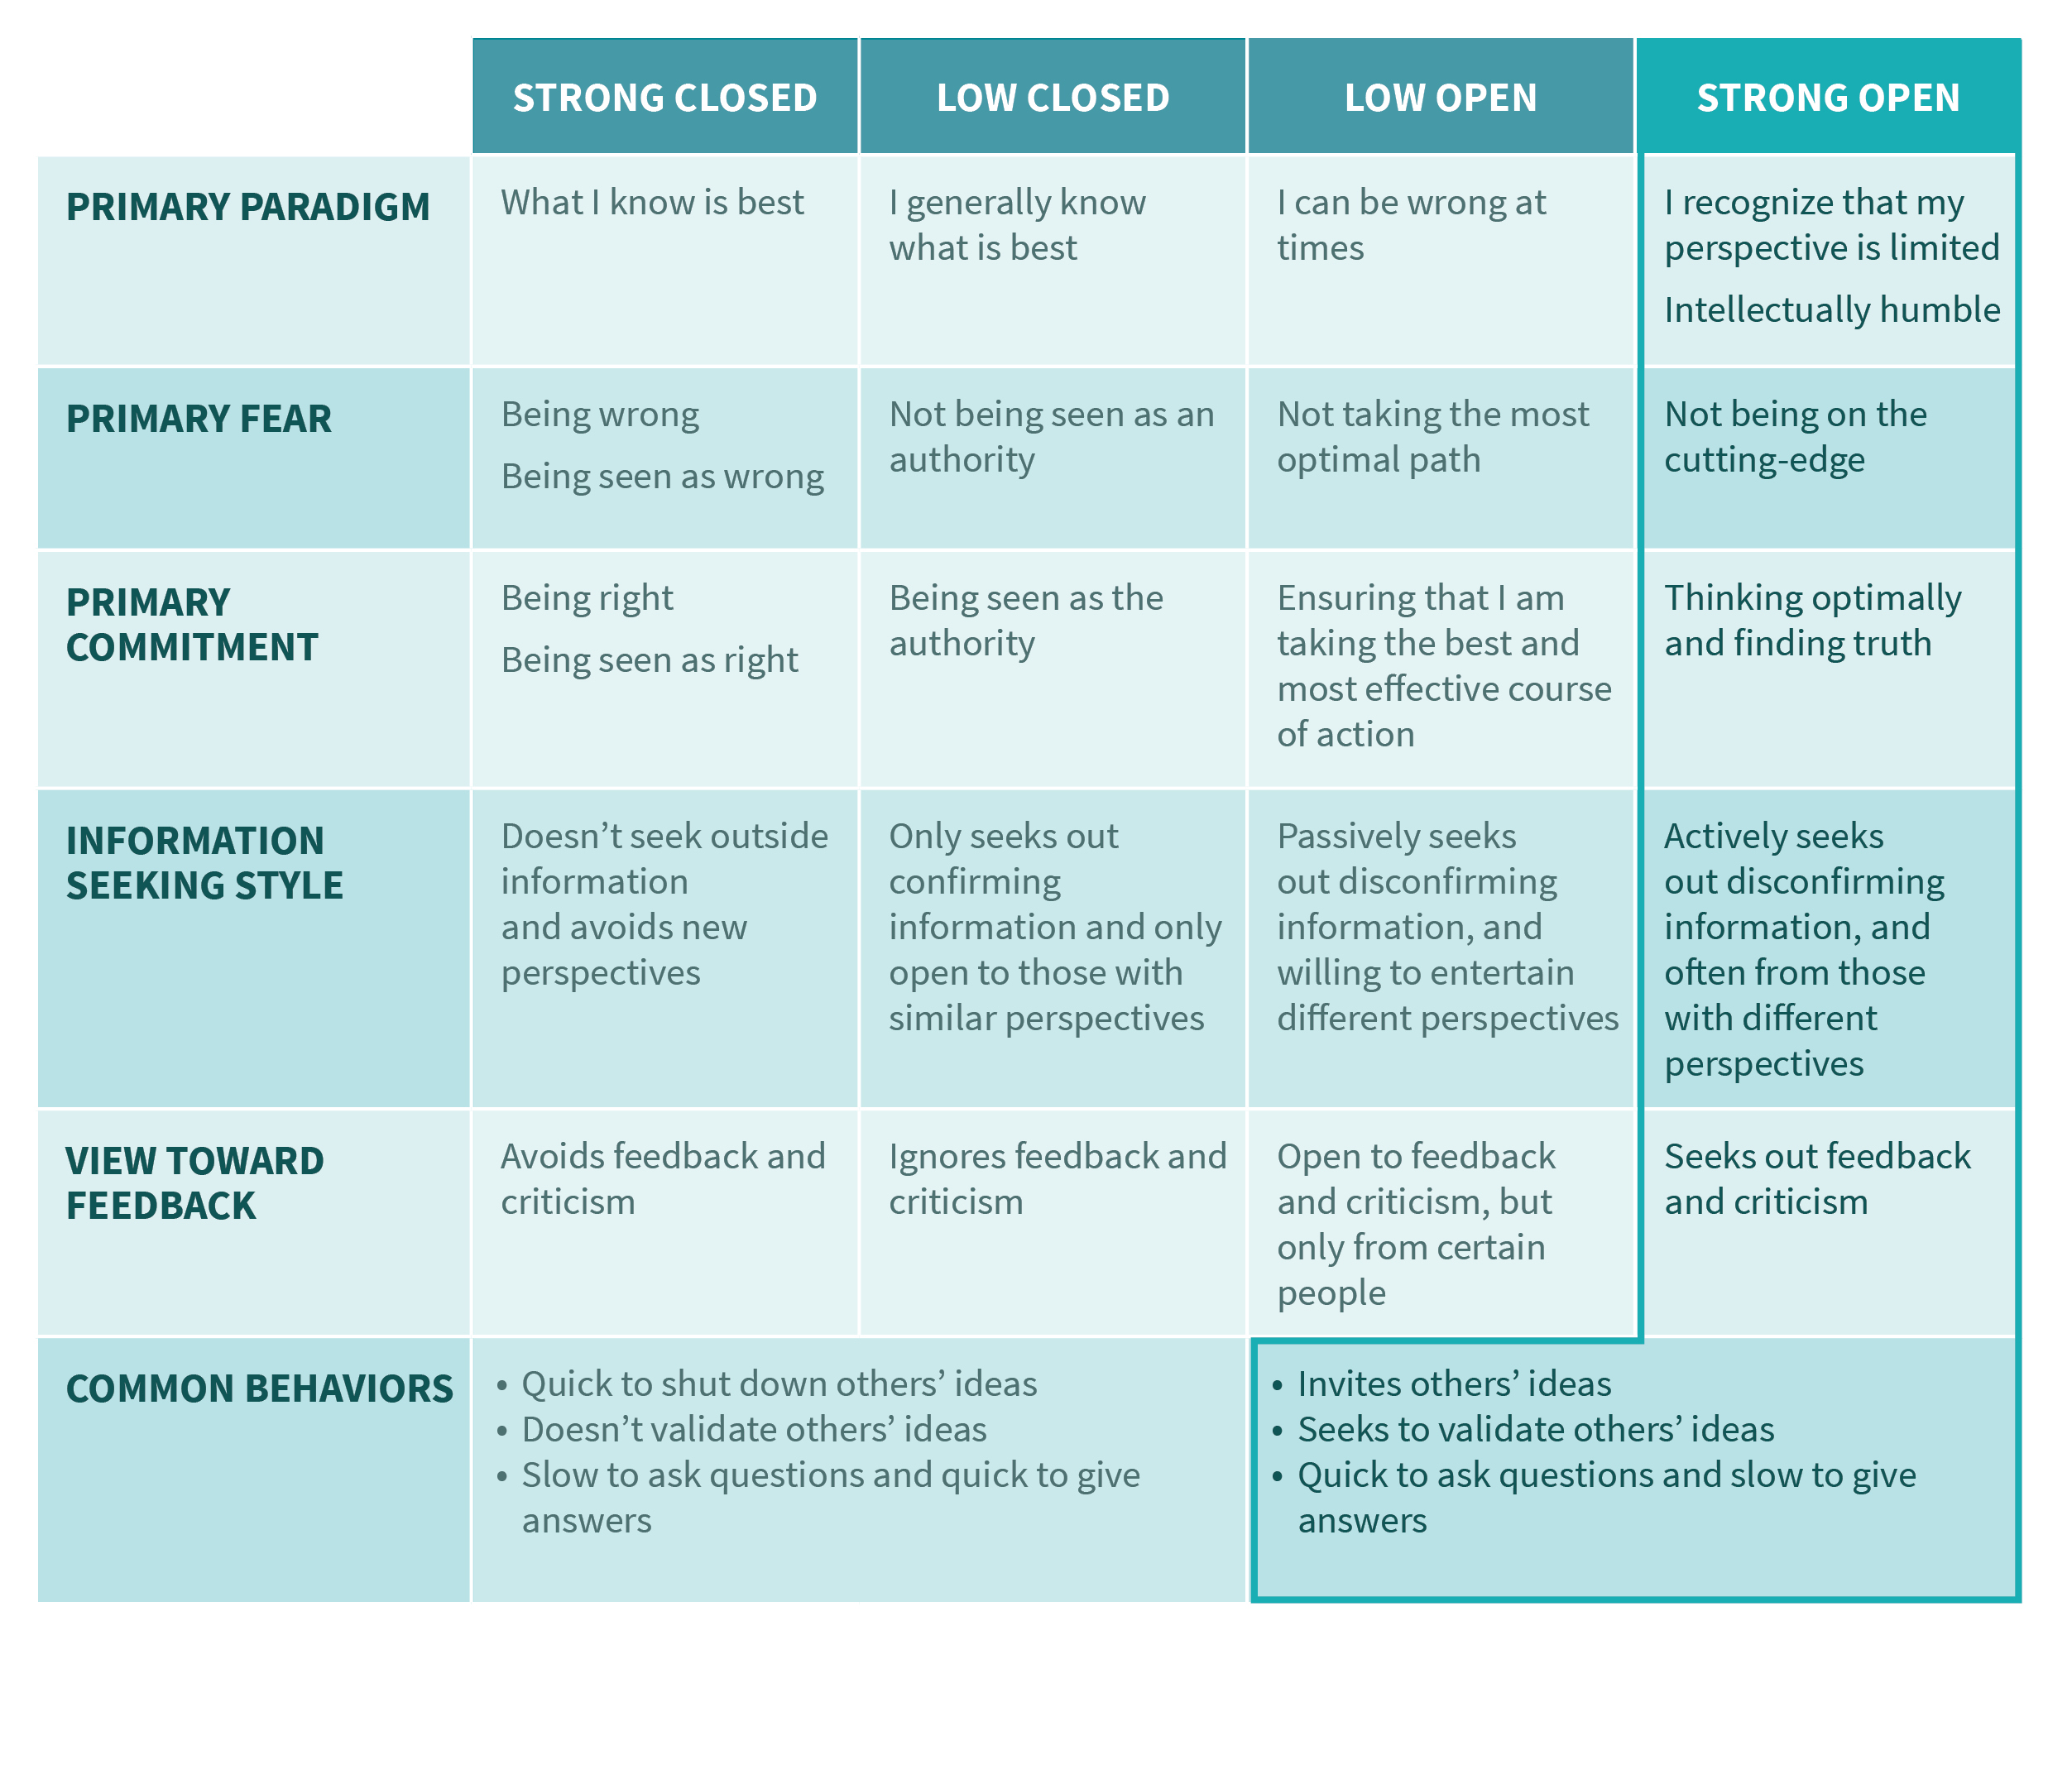 STRONG CLOSED
LOW CLOSED
LOW OPEN
STRONG OPEN
PRIMARY PARADIGM
What I know is best
I generally know
what is best
I can be wrong at
times
I recognize that my
perspective is limited
Intellectually humble
PRIMARY FEAR
Being wrong
Being seen as wrong
Not being seen as an
authority
Not taking the most
optimal path
Not being on the
cutting-edge
PRIMARY
COMMITMENT
Being right
Being seen as right
Being seen as the
authority
Ensuring that I am
taking the best and
most effective course
of action
Thinking optimally
and finding truth
INFORMATION
SEEKING STYLE
Doesn’t seek outside
information
and avoids new
perspectives
Only seeks out
confirming
information and only
open to those with
similar perspectives
Passively seeks
out disconfirming
information, and
willing to entertain
different perspectives
Actively seeks
out disconfirming
information, and
often from those
with different
perspectives
VIEW TOWARD
FEEDBACK
Avoids feedback and
criticism
Ignores feedback and
criticism
Open to feedback
and criticism, but
only from certain
people
Seeks out feedback
and criticism
COMMON BEHAVIORS
• Quick to shut down others’ ideas
• Doesn’t validate others’ ideas
• Slow to ask questions and quick to give
answers
• Invites others’ ideas
• Seeks to validate others’ ideas
• Quick to ask questions and slow to give
answers